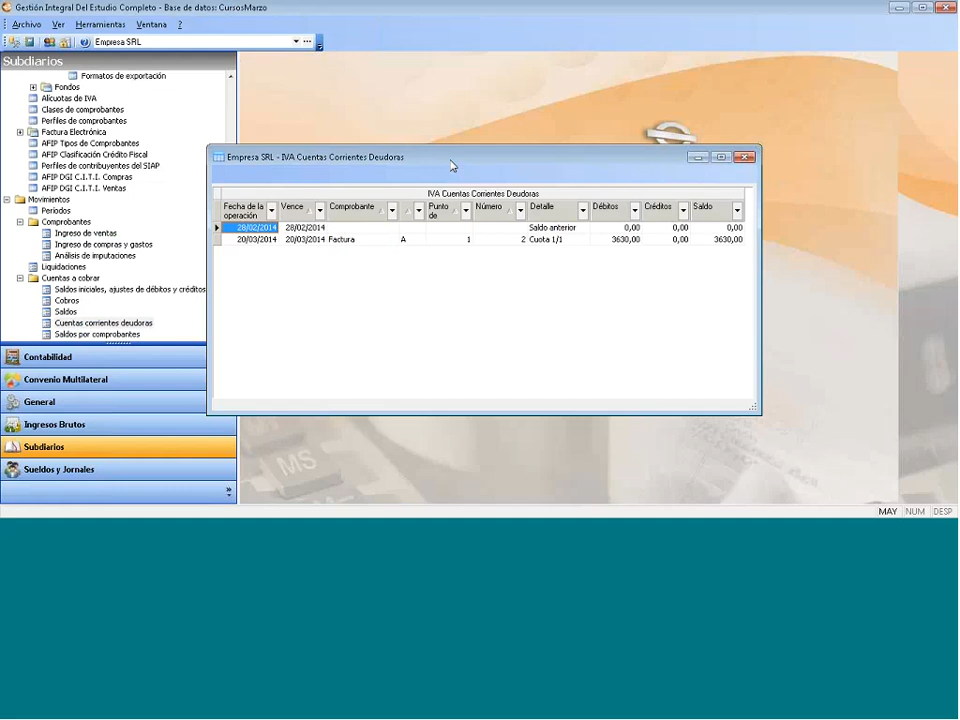 Gestión Integral Del Estudio Completo - Base de datos: CursosMarzo
Archivo Ver Herramientas Ventana ?
Empresa SRL
Subdiarios
Formatos de exportación
Fondos
Alícuotas de IVA
Clases de comprobantes
Perfiles de comprobantes
Factura Electrónica
AFIP Tipos de Comprobantes
AFIP Clasificación Crédito Fiscal
Perfiles de contribuyentes del SIAP
AFIP DGI C.I.T.I. Compras
AFIP DGI C.I.T.I. Ventas
Movimientos
Períodos
Comprobantes
Ingreso de ventas
Ingreso de compras y gastos
Análisis de imputaciones
Liquidaciones
Cuentas a cobrar
Saldos iniciales, ajustes de débitos y créditos
Cobros
Saldos
Cuentas corrientes deudoras
Saldos por comprobantes
Contabilidad
Convenio Multilateral
General
Ingresos Brutos
Subdiarios
Sueldos y Jornales
Empresa SRL - IVA Cuentas Corrientes Deudoras
IVA Cuentas Corrientes Deudoras
Fecha de la operación Vence Comprobante Punto de Número Detalle Débitos Créditos Saldo
28/02/2014 28/02/2014 Saldo anterior 0,00 0,00 0,00
20/03/2014 20/03/2014 Factura A 1 2 Cuota 1/1 3630,00 0,00 3630,00
MS
MAY NUM DESP